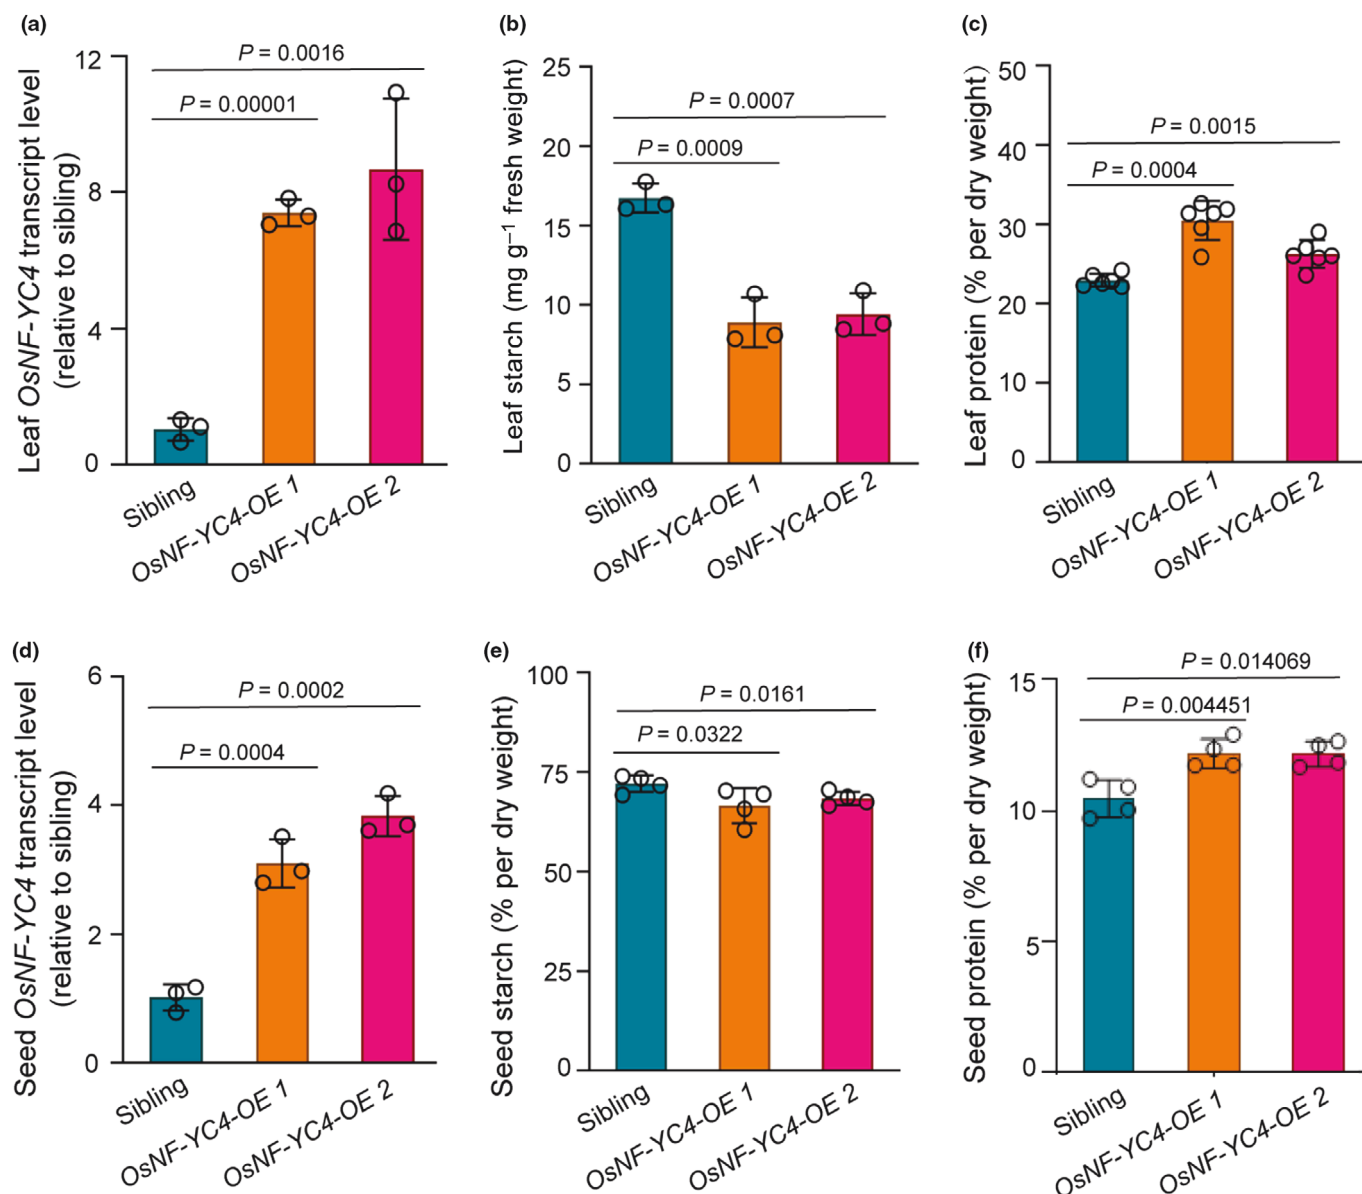 (a)
Leaf OsNF-YC4 transcript level
(relative to sibling)
12
8
4
0
P = 0.0016
P = 0.00001
Sibling
OsNF-YC4-OE 1
OsNF-YC4-OE 2
(b)
Leaf starch (mg g⁻¹ fresh weight)
25
20
15
10
5
0
P = 0.0007
P = 0.0009
Sibling
OsNF-YC4-OE 1
OsNF-YC4-OE 2
(c)
Leaf protein (% per dry weight)
50
40
30
20
10
0
P = 0.0015
P = 0.0004
Sibling
OsNF-YC4-OE 1
OsNF-YC4-OE 2
(d)
Seed OsNF-YC4 transcript level
(relative to sibling)
6
4
2
0
P = 0.0002
P = 0.0004
Sibling
OsNF-YC4-OE 1
OsNF-YC4-OE 2
(e)
Seed starch (% per dry weight)
100
75
50
25
0
P = 0.0161
P = 0.0322
Sibling
OsNF-YC4-OE 1
OsNF-YC4-OE 2
(f)
Seed protein (% per dry weight)
15
10
5
0
P = 0.014069
P = 0.004451
Sibling
OsNF-YC4-OE 1
OsNF-YC4-OE 2